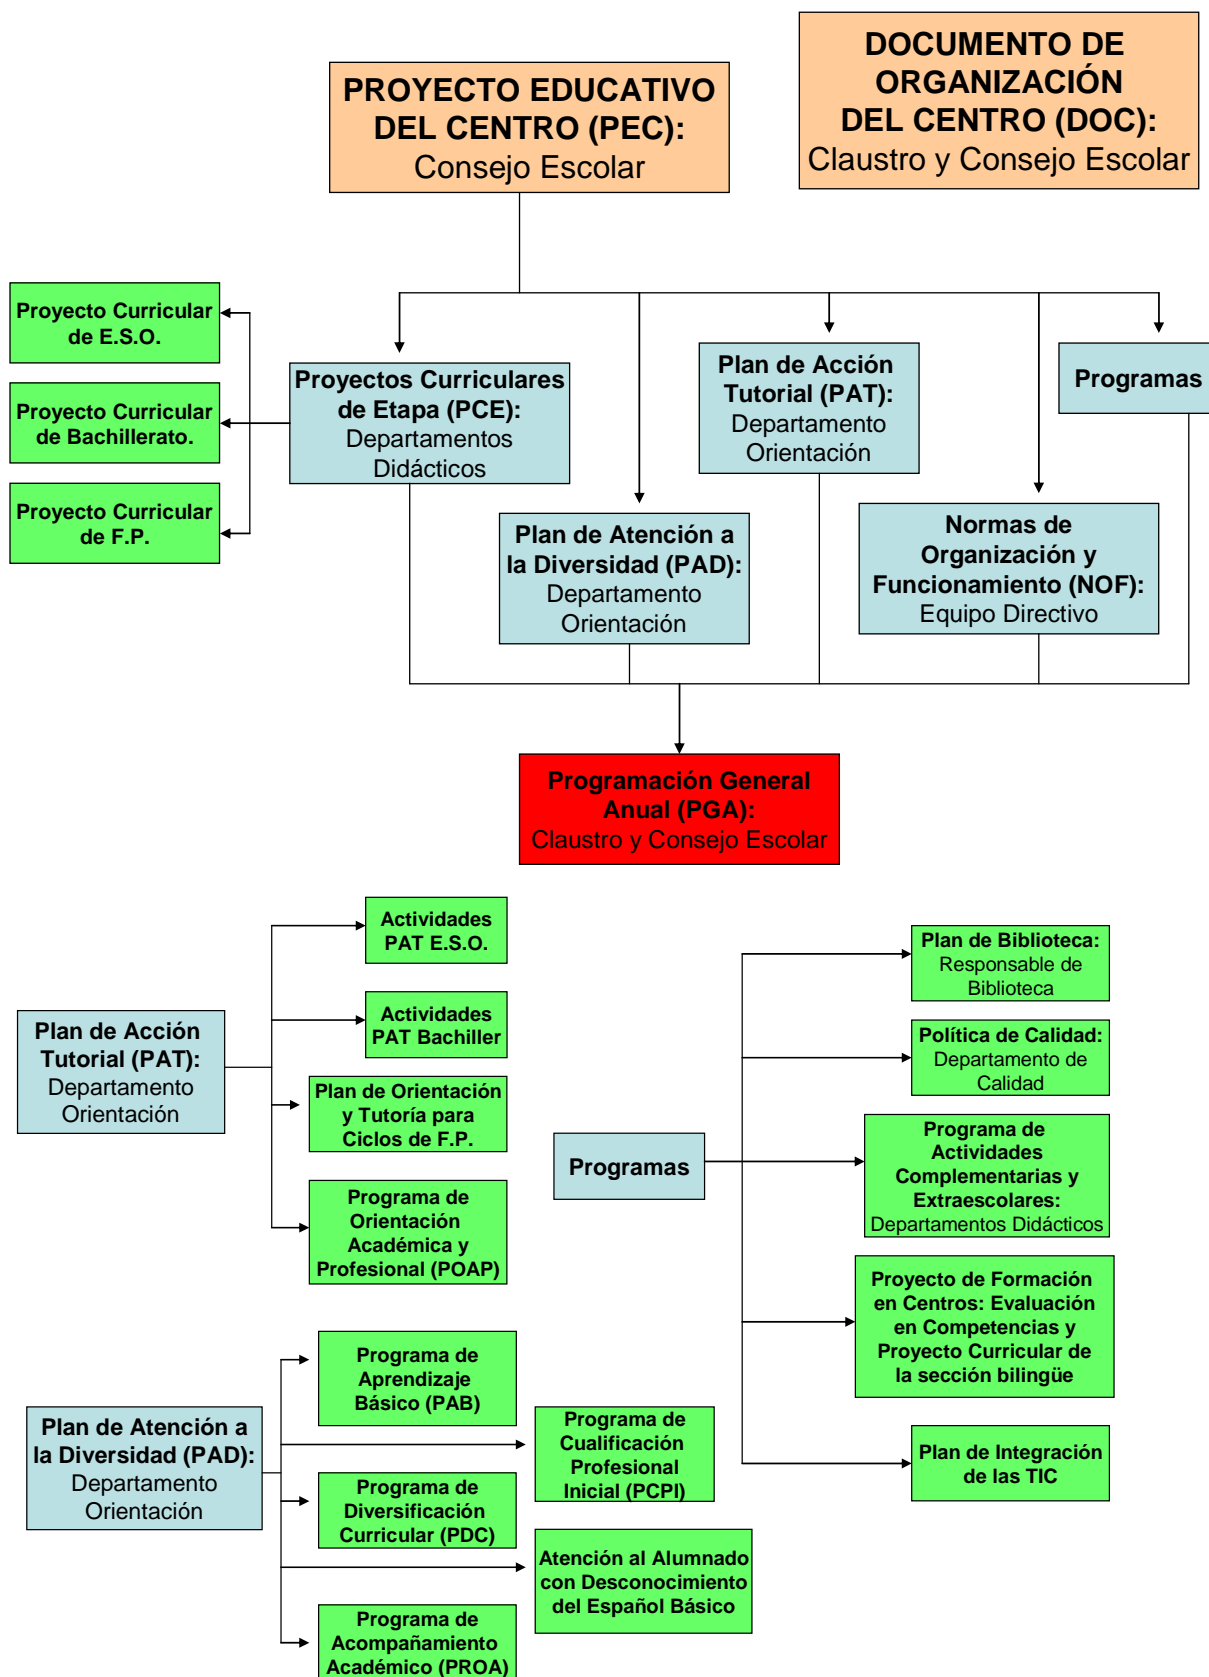 PROYECTO EDUCATIVO
DEL CENTRO (PEC):
Consejo Escolar
DOCUMENTO DE
ORGANIZACIÓN
DEL CENTRO (DOC):
Claustro y Consejo Escolar
Proyecto Curricular
de E.S.O.
Proyecto Curricular
de Bachillerato.
Proyecto Curricular
de F.P.
Proyectos Curriculares
de Etapa (PCE):
Departamentos
Didácticos
Plan de Atención a
la Diversidad (PAD):
Departamento
Orientación
Plan de Acción
Tutorial (PAT):
Departamento
Orientación
Normas de
Organización y
Funcionamiento (NOF):
Equipo Directivo
Programas
Programación General
Anual (PGA):
Claustro y Consejo Escolar
Plan de Acción
Tutorial (PAT):
Departamento
Orientación
Actividades
PAT E.S.O.
Actividades
PAT Bachiller
Plan de Orientación
y Tutoría para
Ciclos de F.P.
Programa de
Orientación
Académica y
Profesional (POAP)
Programas
Plan de Biblioteca:
Responsable de
Biblioteca
Política de Calidad:
Departamento de
Calidad
Programa de
Actividades
Complementarias y
Extraescolares:
Departamentos Didácticos
Proyecto de Formación
en Centros: Evaluación
en Competencias y
Proyecto Curricular de
la sección bilingüe
Plan de Integración
de las TIC
Plan de Atención a
la Diversidad (PAD):
Departamento
Orientación
Programa de
Aprendizaje
Básico (PAB)
Programa de
Cualificación
Profesional
Inicial (PCPI)
Programa de
Diversificación
Curricular (PDC)
Atención al Alumnado
con Desconocimiento
del Español Básico
Programa de
Acompañamiento
Académico (PROA)